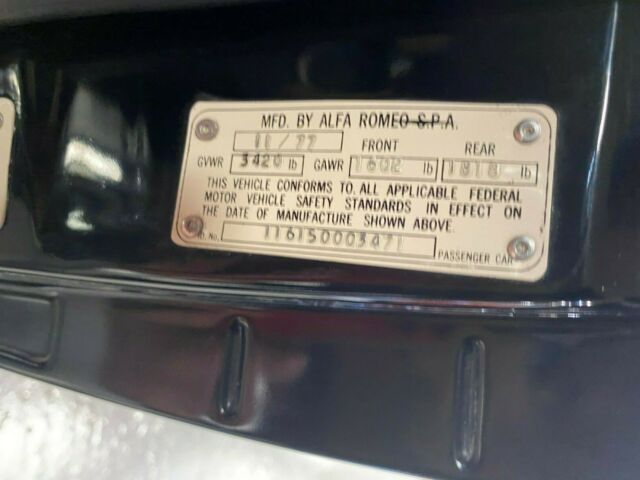 MFD. BY ALFA ROMEO S.P.A.
11/77 FRONT REAR
GVWR 3420 lb GAWR 1602 lb 1818 lb
THIS VEHICLE CONFORMS TO ALL APPLICABLE FEDERAL
MOTOR VEHICLE SAFETY STANDARDS IN EFFECT ON
THE DATE OF MANUFACTURE SHOWN ABOVE.
ID. No. 116150003471 PASSENGER CAR